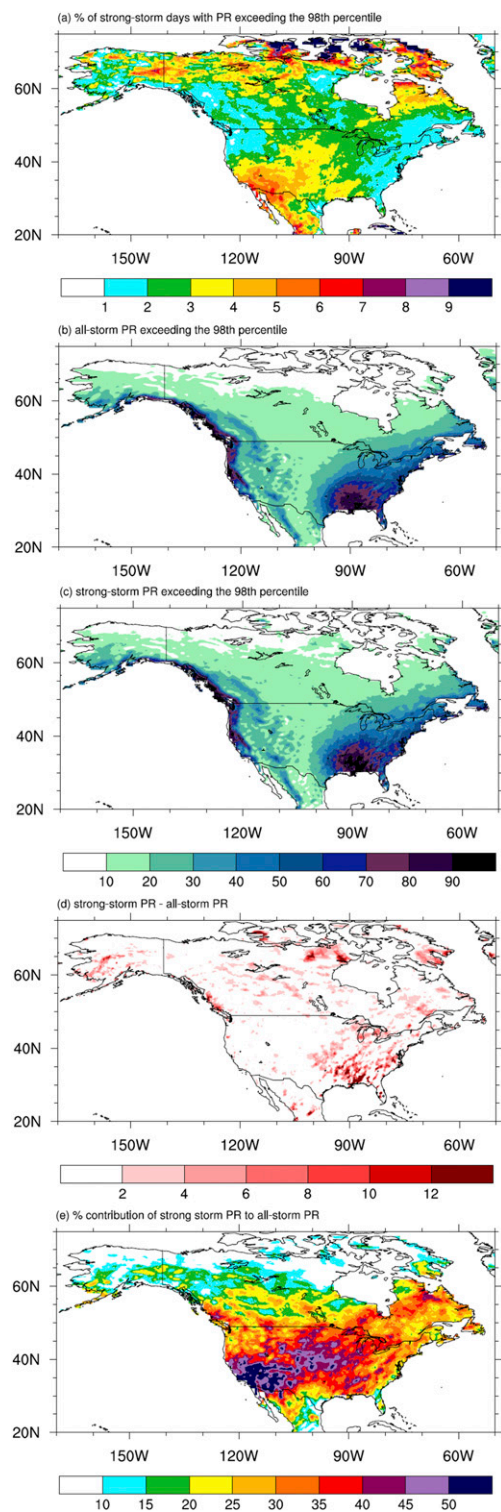 (a) % of strong-storm days with PR exceeding the 98th percentile
60N
40N
20N
150W 120W 90W 60W
1 2 3 4 5 6 7 8 9
(b) all-storm PR exceeding the 98th percentile
60N
40N
20N
150W 120W 90W 60W
(c) strong-storm PR exceeding the 98th percentile
60N
40N
20N
150W 120W 90W 60W
10 20 30 40 50 60 70 80 90
(d) strong-storm PR - all-storm PR
60N
40N
20N
150W 120W 90W 60W
2 4 6 8 10 12
(e) % contribution of strong storm PR to all-storm PR
60N
40N
20N
150W 120W 90W 60W
10 15 20 25 30 35 40 45 50